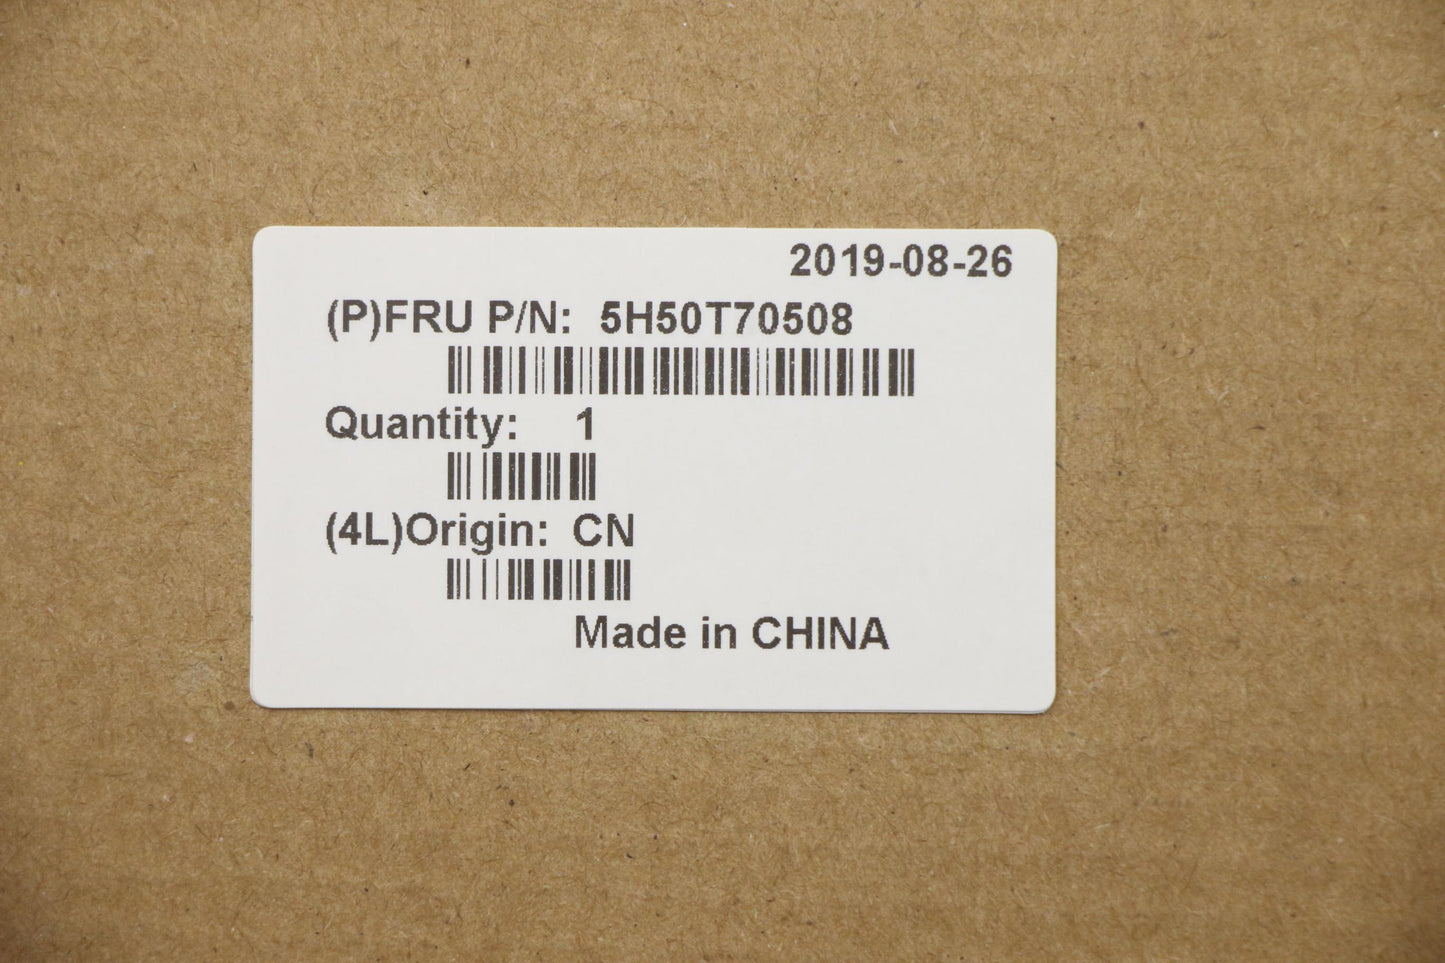 2019-08-26
(P)FRU P/N: 5H50T70508
Quantity: 1
(4L)Origin: CN
Made in CHINA